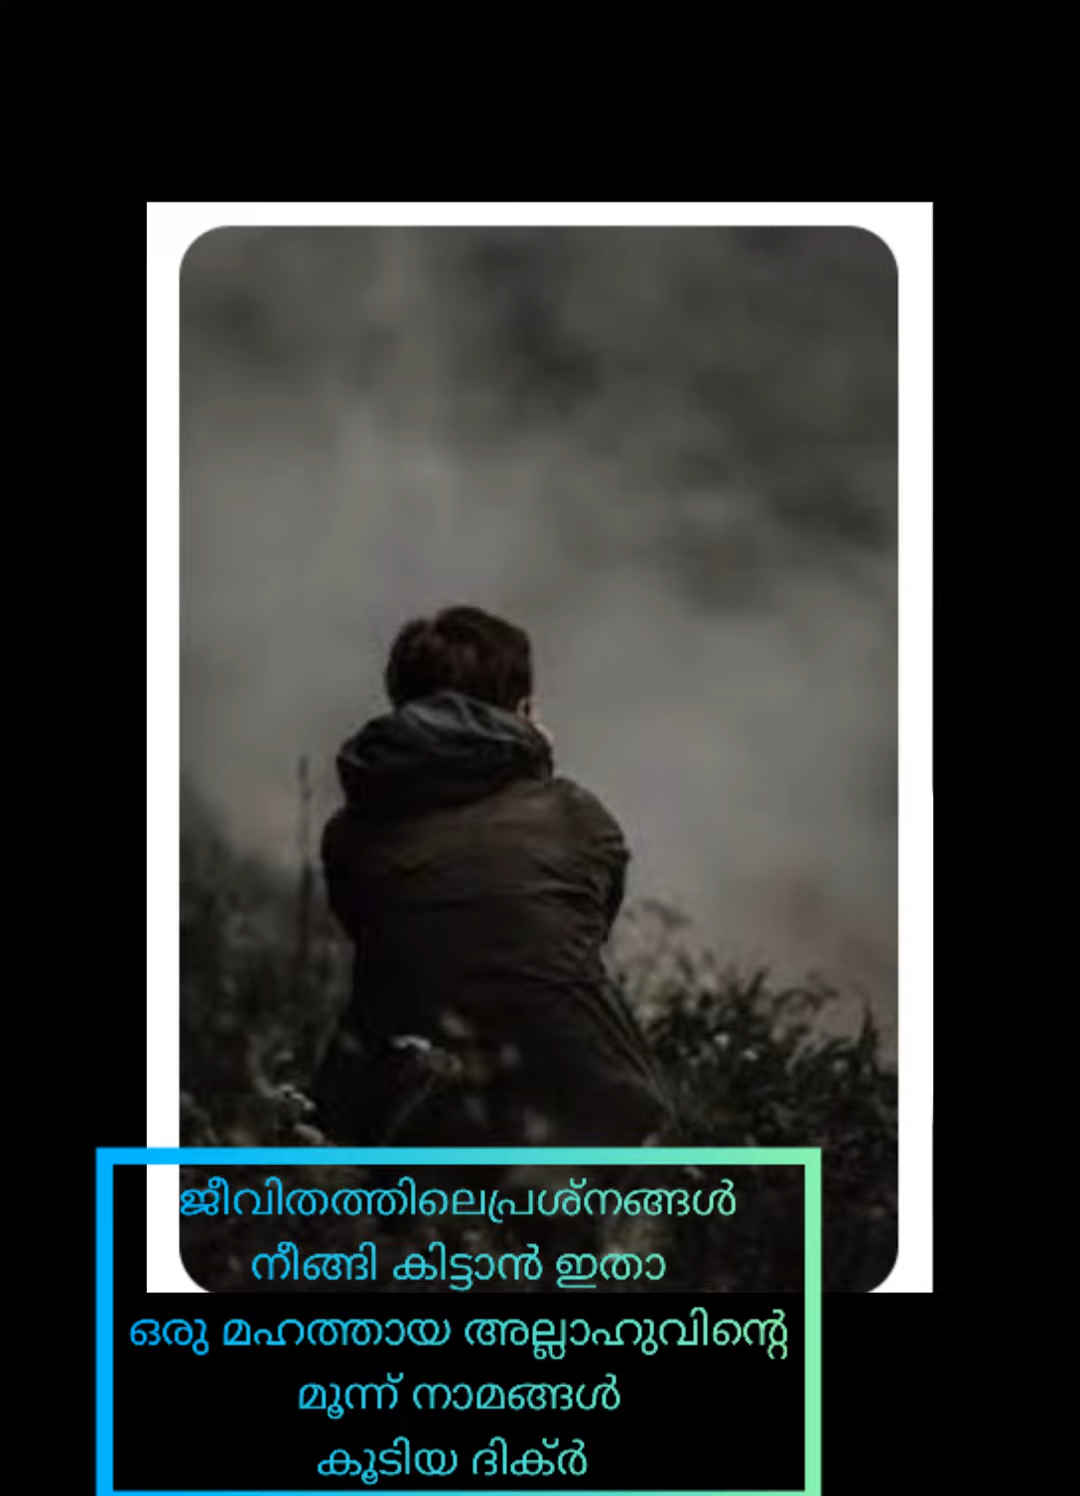 ജീവിതത്തിലെപ്രശ്നങ്ങൾ
നീങ്ങി കിട്ടാൻ ഇതാ
ഒരു മഹത്തായ അല്ലാഹുവിന്റെ
മൂന്ന് നാമങ്ങൾ
കൂടിയ ദിക്ർ